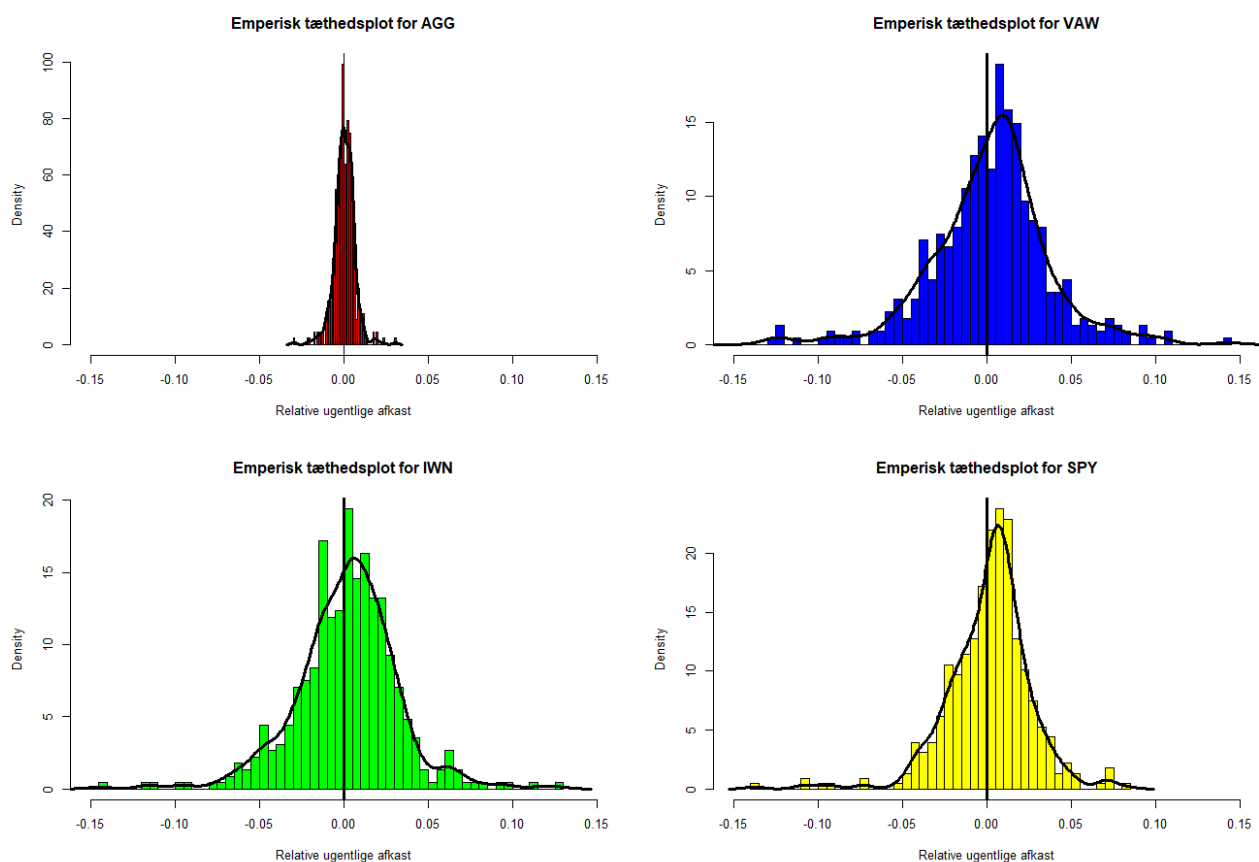 Emperisk tæthedsplot for AGG
Density
0 20 40 60 80 100
-0.15 -0.10 -0.05 0.00 0.05 0.10 0.15
Relative ugentlige afkast
Emperisk tæthedsplot for VAW
Density
0 5 10 15
-0.15 -0.10 -0.05 0.00 0.05 0.10 0.15
Relative ugentlige afkast
Emperisk tæthedsplot for IWN
Density
0 5 10 15 20
-0.15 -0.10 -0.05 0.00 0.05 0.10 0.15
Relative ugentlige afkast
Emperisk tæthedsplot for SPY
Density
0 5 10 15 20
-0.15 -0.10 -0.05 0.00 0.05 0.10 0.15
Relative ugentlige afkast